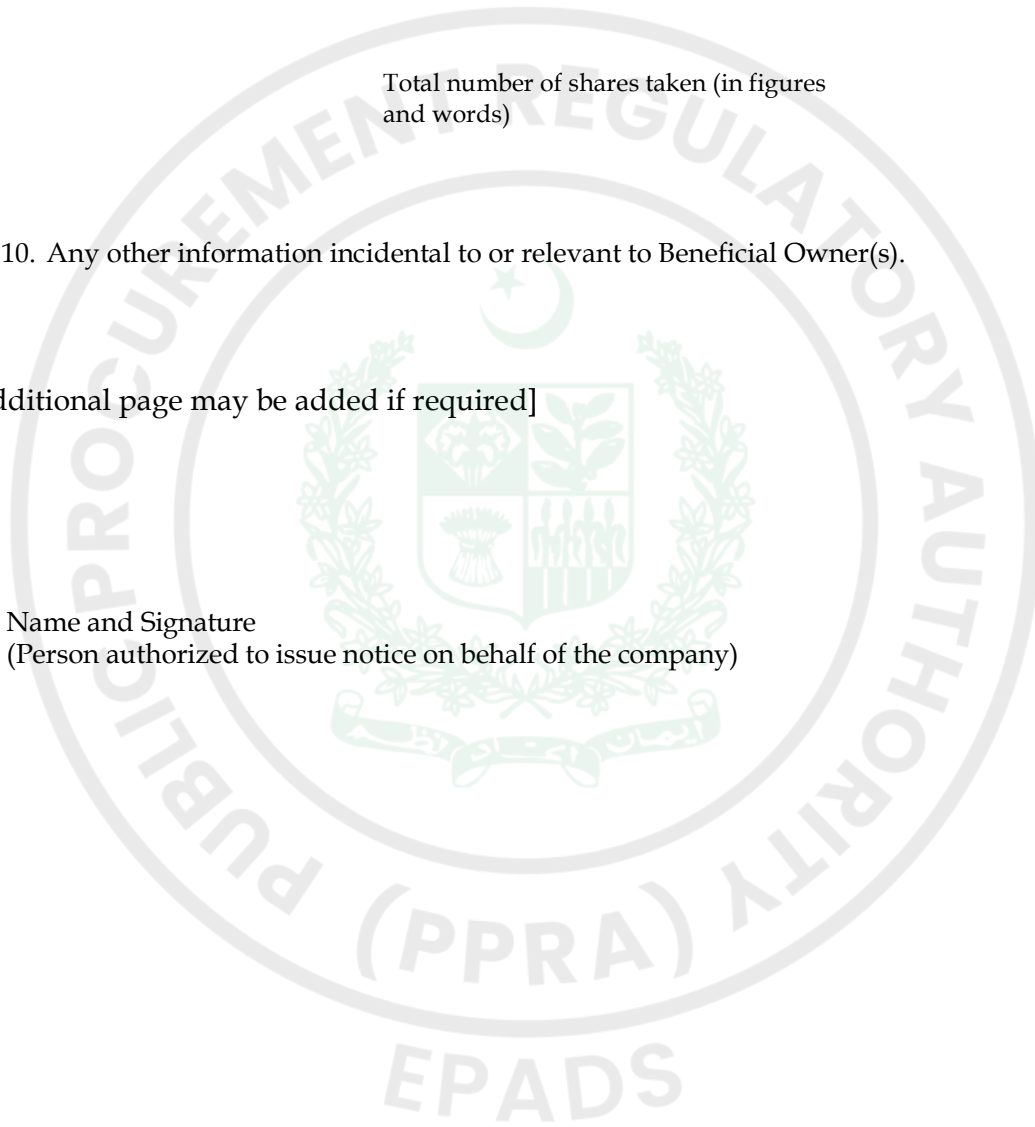 Total number of shares taken (in figures
and words)
10. Any other information incidental to or relevant to Beneficial Owner(s).
dditional page may be added if required]
Name and Signature
(Person authorized to issue notice on behalf of the company)
PUBLIC PROCUREMENT REGULATORY AUTHORITY
(PPRA)
EPADS